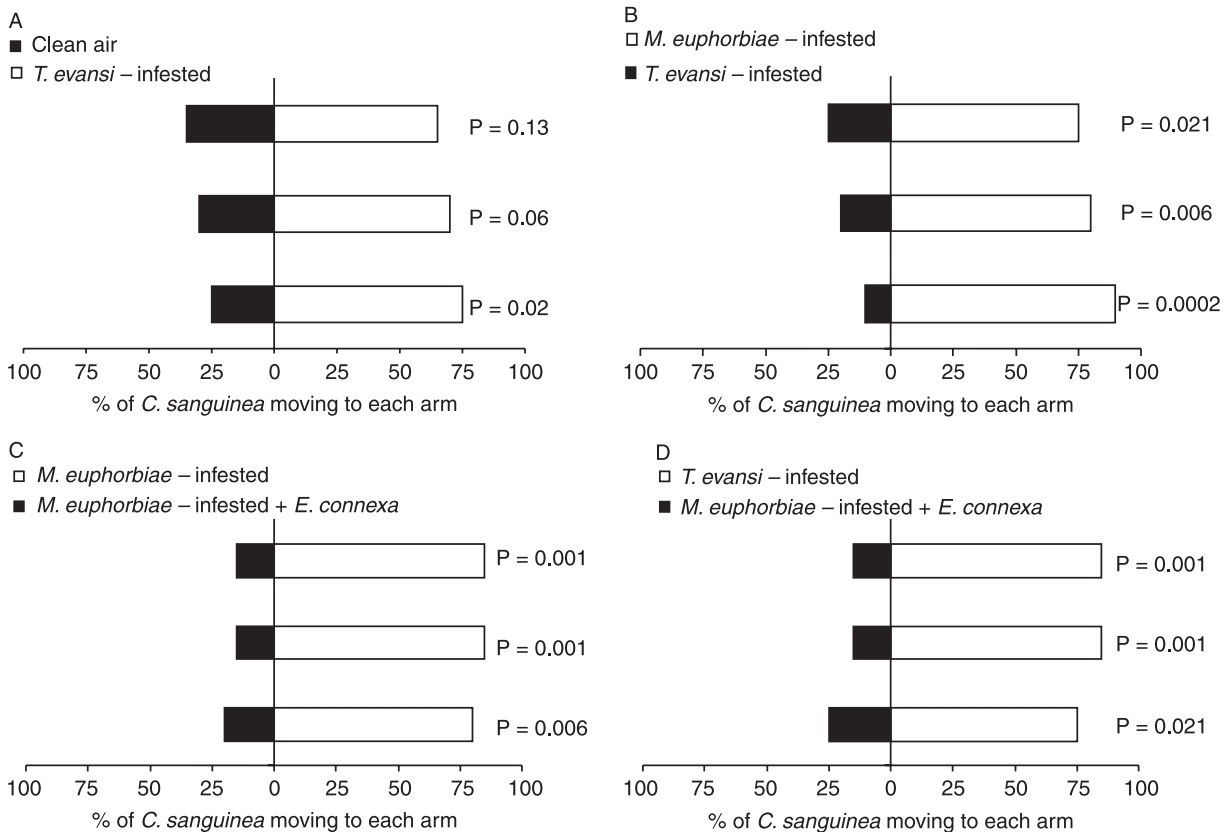 A
■ Clean air
□ T. evansi – infested
P = 0.13
P = 0.06
P = 0.02
100 75 50 25 0 25 50 75 100
% of C. sanguinea moving to each arm
B
□ M. euphorbiae – infested
■ T. evansi – infested
P = 0.021
P = 0.006
P = 0.0002
100 75 50 25 0 25 50 75 100
% of C. sanguinea moving to each arm
C
□ M. euphorbiae – infested
■ M. euphorbiae – infested + E. connexa
P = 0.001
P = 0.001
P = 0.006
100 75 50 25 0 25 50 75 100
% of C. sanguinea moving to each arm
D
□ T. evansi – infested
■ M. euphorbiae – infested + E. connexa
P = 0.001
P = 0.001
P = 0.021
100 75 50 25 0 25 50 75 100
% of C. sanguinea moving to each arm